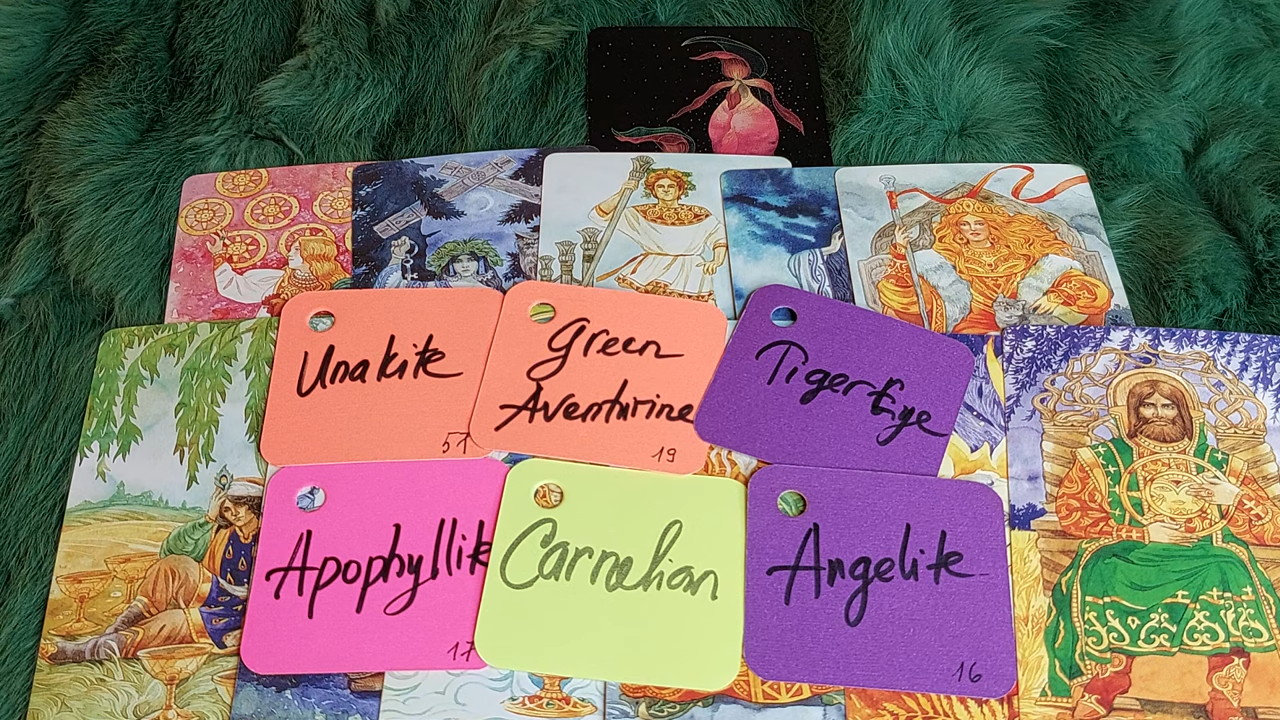 Unakite
57
Green
Aventurine
19
Tiger Eye
Apophyllite
17
Carnelian
Angelite
16